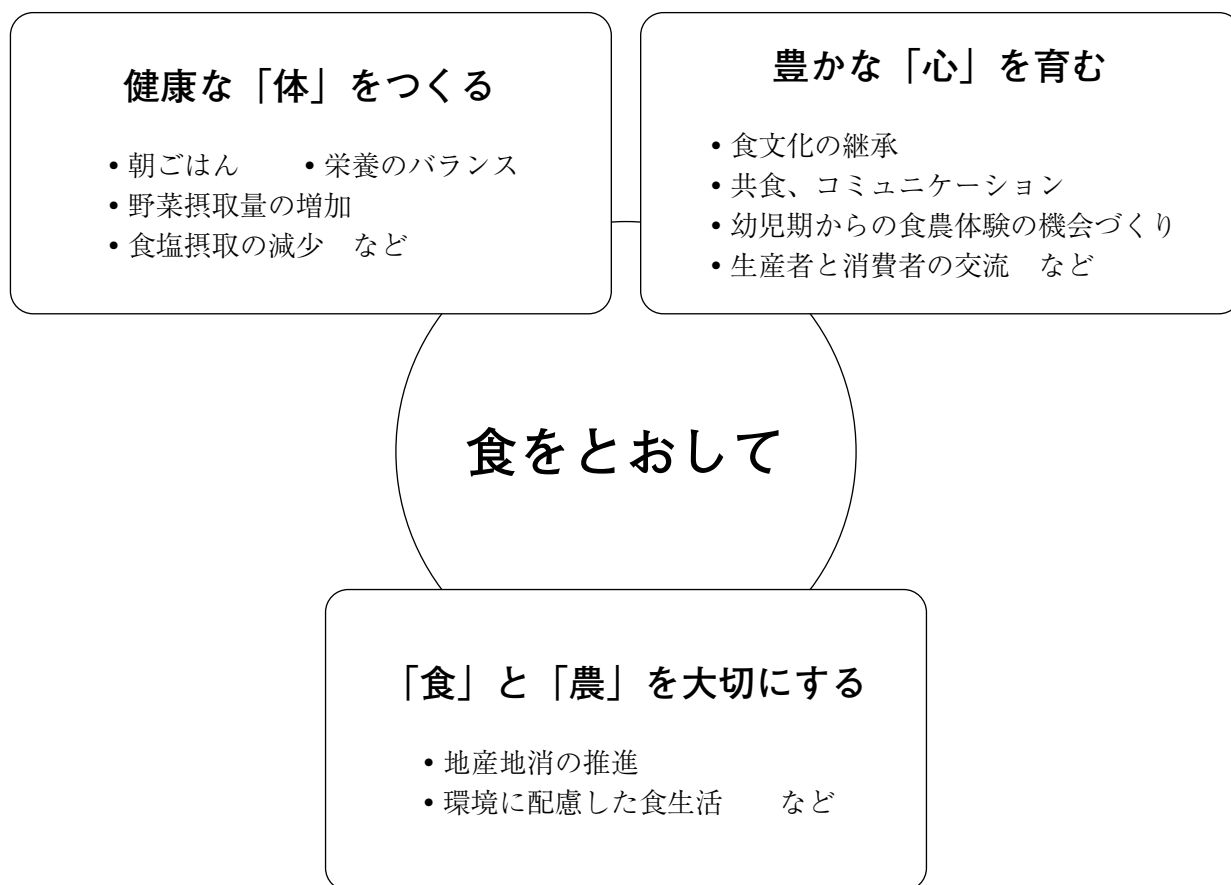 健康な「体」をつくる
• 朝ごはん　　• 栄養のバランス
• 野菜摂取量の増加
• 食塩摂取の減少　など
豊かな「心」を育む
• 食文化の継承
• 共食、コミュニケーション
• 幼児期からの食農体験の機会づくり
• 生産者と消費者の交流　など
食をとおして
「食」と「農」を大切にする
• 地産地消の推進
• 環境に配慮した食生活　　など